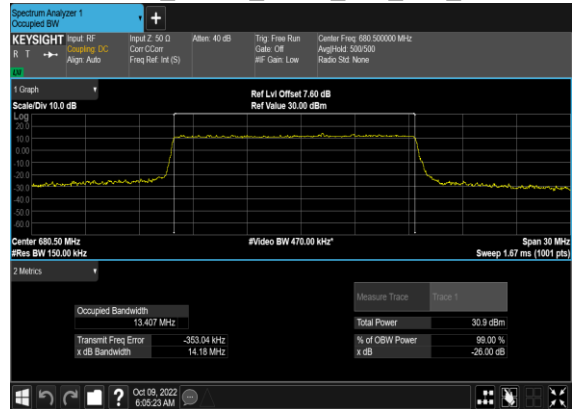 Spectrum Analyzer 1
Occupied BW
+
KEYSIGHT Input: RF Input Z: 50 Ω Atten: 40 dB Trig: Free Run Center Freq: 680.500000 MHz
R T Coupling: DC Corr CCorr Gate: Off Avg|Hold: 500/500
Align: Auto Freq Ref: Int (S) #IF Gain: Low Radio Std: None
1 Graph Ref Lvl Offset 7.60 dB
Scale/Div 10.0 dB Ref Value 30.00 dBm
Log
20.0
10.0
0.00
-10.0
-20.0
-30.0
-40.0
-50.0
-60.0
Center 680.50 MHz #Video BW 470.00 kHz* Span 30 MHz
#Res BW 150.00 kHz Sweep 1.67 ms (1001 pts)
2 Metrics
Measure Trace Trace 1
Occupied Bandwidth
13.407 MHz Total Power 30.9 dBm
Transmit Freq Error -353.04 kHz % of OBW Power 99.00 %
x dB Bandwidth 14.18 MHz x dB -26.00 dB
? Oct 09, 2022
6:05:23 AM